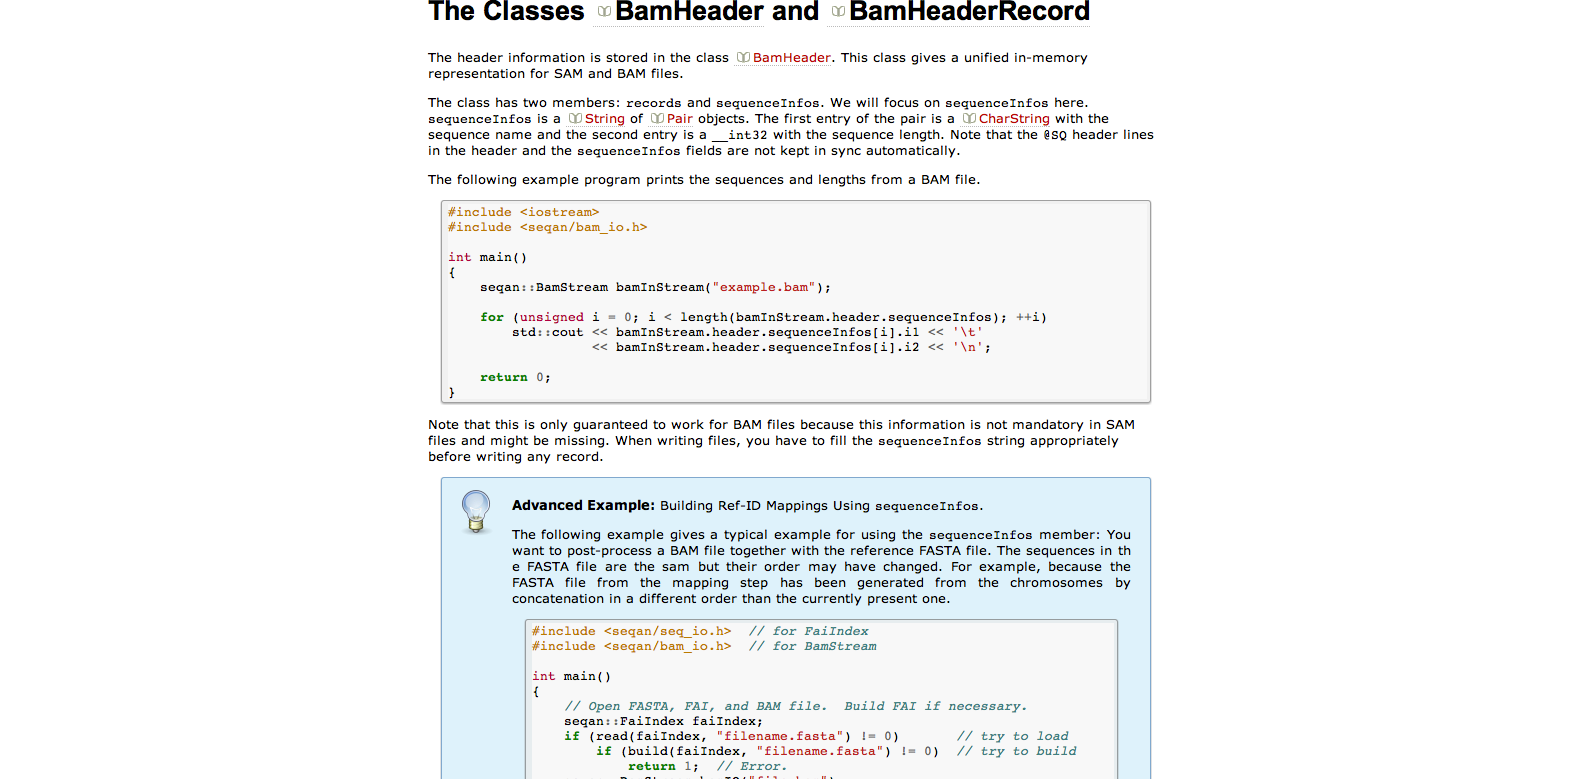 The Classes BamHeader and BamHeaderRecord
The header information is stored in the class BamHeader. This class gives a unified in-memory
representation for SAM and BAM files.
The class has two members: records and sequenceInfos. We will focus on sequenceInfos here.
sequenceInfos is a String of Pair objects. The first entry of the pair is a CharString with the
sequence name and the second entry is a __int32 with the sequence length. Note that the @SQ header lines
in the header and the sequenceInfos fields are not kept in sync automatically.
The following example program prints the sequences and lengths from a BAM file.
#include <iostream>
#include <seqan/bam_io.h>
int main()
{
    seqan::BamStream bamInStream("example.bam");
    for (unsigned i = 0; i < length(bamInStream.header.sequenceInfos); ++i)
        std::cout << bamInStream.header.sequenceInfos[i].i1 << '\t'
                  << bamInStream.header.sequenceInfos[i].i2 << '\n';
    return 0;
}
Note that this is only guaranteed to work for BAM files because this information is not mandatory in SAM
files and might be missing. When writing files, you have to fill the sequenceInfos string appropriately
before writing any record.
Advanced Example: Building Ref-ID Mappings Using sequenceInfos.
The following example gives a typical example for using the sequenceInfos member: You
want to post-process a BAM file together with the reference FASTA file. The sequences in th
e FASTA file are the sam but their order may have changed. For example, because the
FASTA file from the mapping step has been generated from the chromosomes by
concatenation in a different order than the currently present one.
#include <seqan/seq_io.h>  // for FaiIndex
#include <seqan/bam_io.h>  // for BamStream
int main()
{
    // Open FASTA, FAI, and BAM file.  Build FAI if necessary.
    seqan::FaiIndex faiIndex;
    if (read(faiIndex, "filename.fasta") != 0)       // try to load
        if (build(faiIndex, "filename.fasta") != 0)  // try to build
            return 1;  // Error.